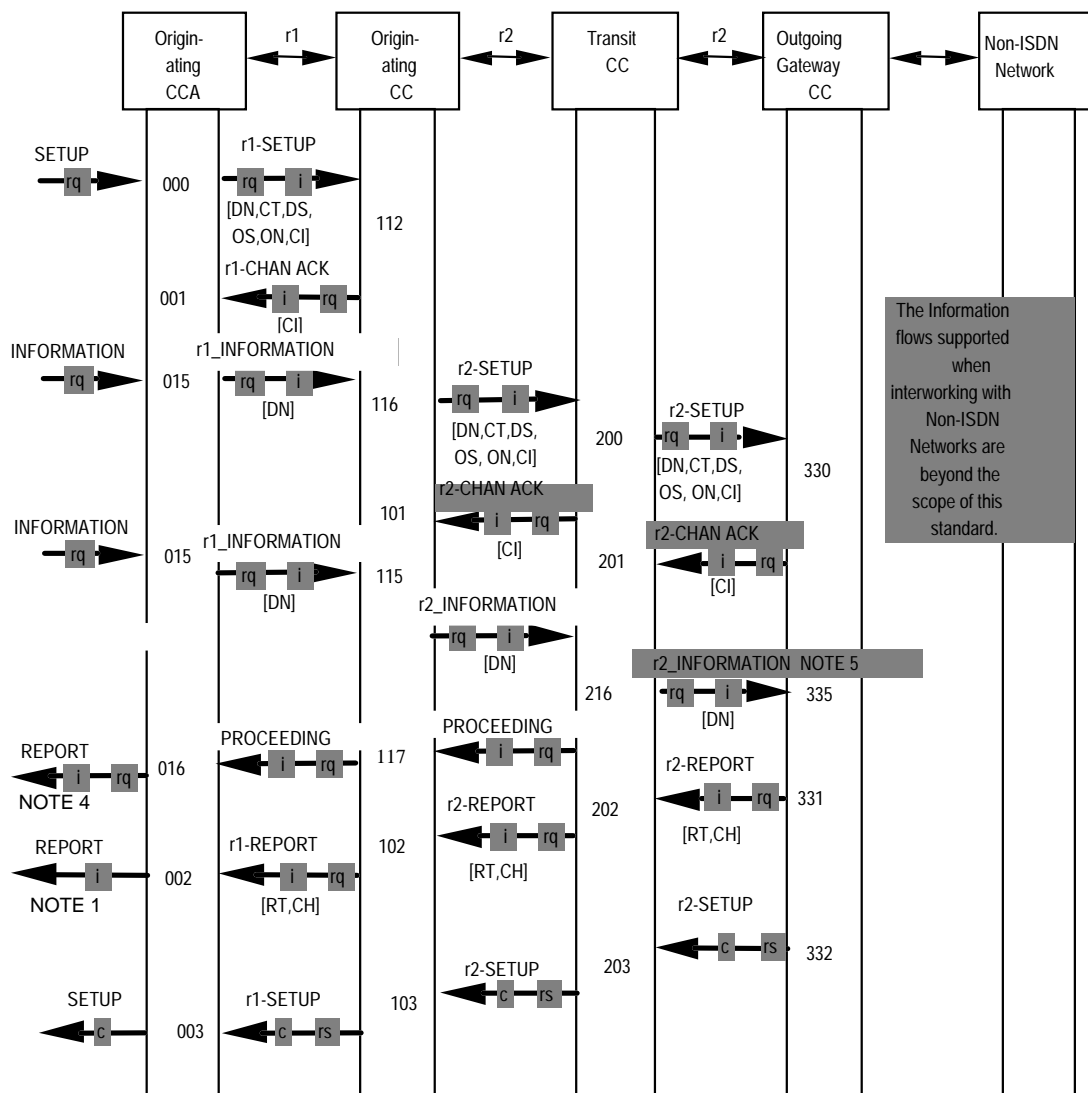 Origin-
ating
CCA
r1
Origin-
ating
CC
r2
Transit
CC
r2
Outgoing
Gateway
CC
Non-ISDN
Network
SETUP
rq
000
r1-SETUP
rq i
[DN,CT,DS,
OS,ON,CI]
112
r1-CHAN ACK
001
i rq
[CI]
The Information
flows supported
when
interworking with
Non-ISDN
Networks are
beyond the
scope of this
standard.
INFORMATION
rq
015
r1_INFORMATION
rq i
[DN]
116
r2-SETUP
rq i
[DN,CT,DS,
OS, ON,CI]
200
r2-SETUP
rq i
[DN,CT,DS,
OS, ON,CI]
330
r2-CHAN ACK
101
i rq
[CI]
201
r2-CHAN ACK
i rq
[CI]
INFORMATION
rq
015
r1_INFORMATION
rq i
[DN]
115
r2_INFORMATION
rq i
[DN]
216
r2_INFORMATION NOTE 5
rq i
[DN]
335
REPORT
i rq
NOTE 4
016
PROCEEDING
i rq
117
PROCEEDING
i rq
r2-REPORT
i rq
[RT,CH]
331
202
r2-REPORT
i rq
[RT,CH]
102
r1-REPORT
i rq
[RT,CH]
002
REPORT
i
NOTE 1
r2-SETUP
c rs
332
203
r2-SETUP
c rs
103
r1-SETUP
c rs
003
SETUP
c